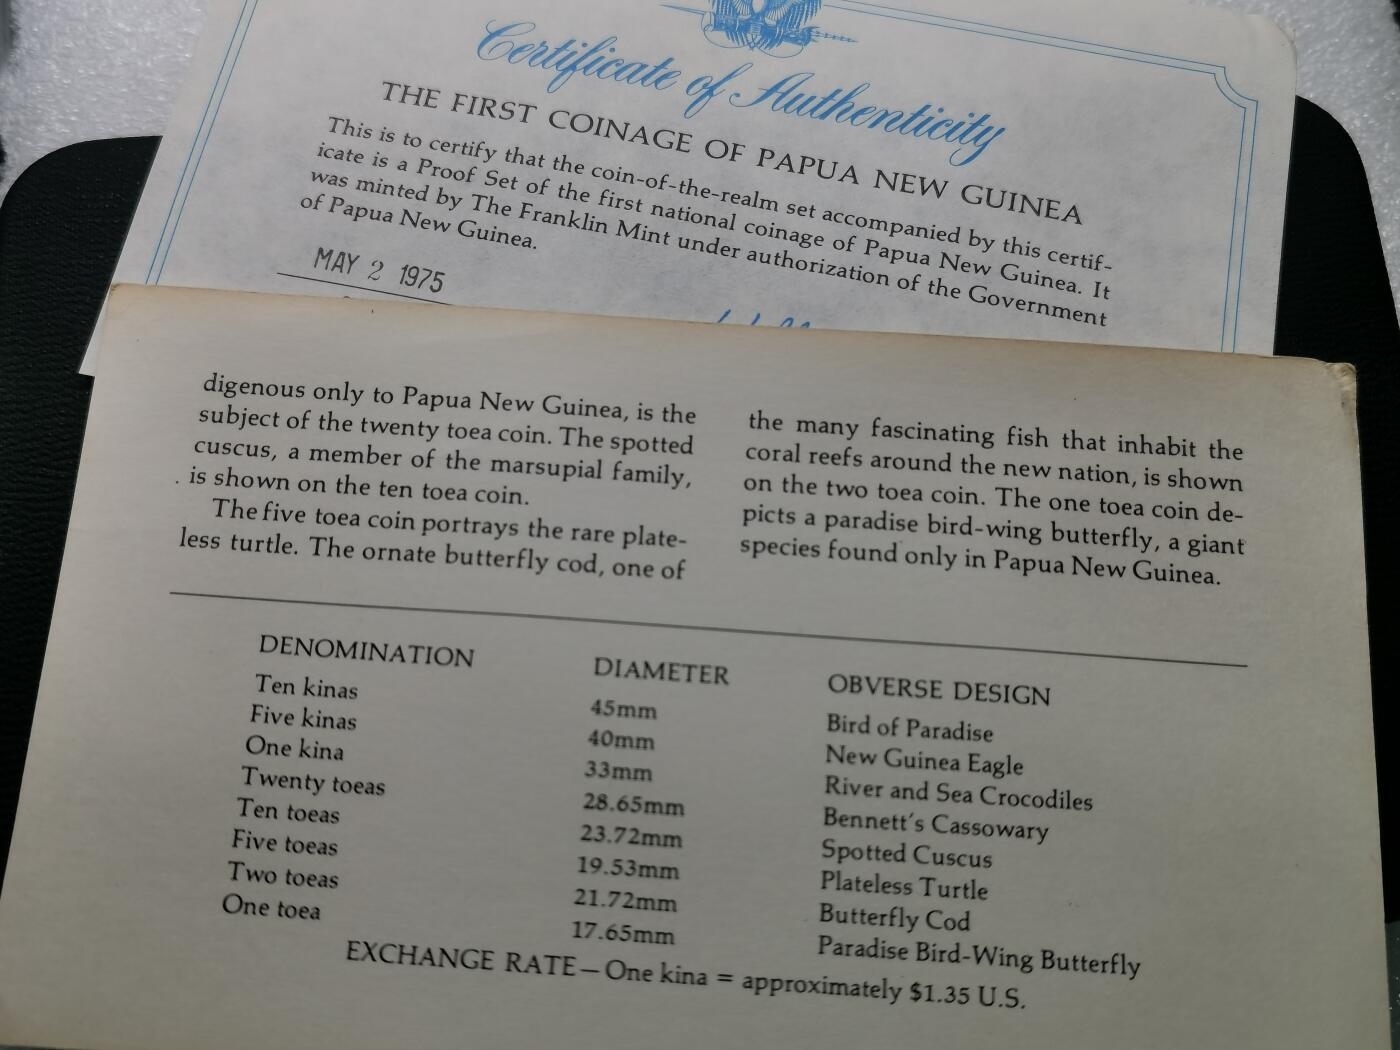 Certificate of Authenticity
THE FIRST COINAGE OF PAPUA NEW GUINEA
This is to certify that the coin-of-the-realm set accompanied by this certif-
icate is a Proof Set of the first national coinage of Papua New Guinea. It
was minted by The Franklin Mint under authorization of the Government
of Papua New Guinea.
MAY 2 1975
digenous only to Papua New Guinea, is the
subject of the twenty toea coin. The spotted
cuscus, a member of the marsupial family,
is shown on the ten toea coin.
The five toea coin portrays the rare plate-
less turtle. The ornate butterfly cod, one of
the many fascinating fish that inhabit the
coral reefs around the new nation, is shown
on the two toea coin. The one toea coin de-
picts a paradise bird-wing butterfly, a giant
species found only in Papua New Guinea.
DENOMINATION DIAMETER OBVERSE DESIGN
Ten kinas 45mm Bird of Paradise
Five kinas 40mm New Guinea Eagle
One kina 33mm River and Sea Crocodiles
Twenty toeas 28.65mm Bennett's Cassowary
Ten toeas 23.72mm Spotted Cuscus
Five toeas 19.53mm Plateless Turtle
Two toeas 21.72mm Butterfly Cod
One toea 17.65mm Paradise Bird-Wing Butterfly
EXCHANGE RATE—One kina = approximately $1.35 U.S.